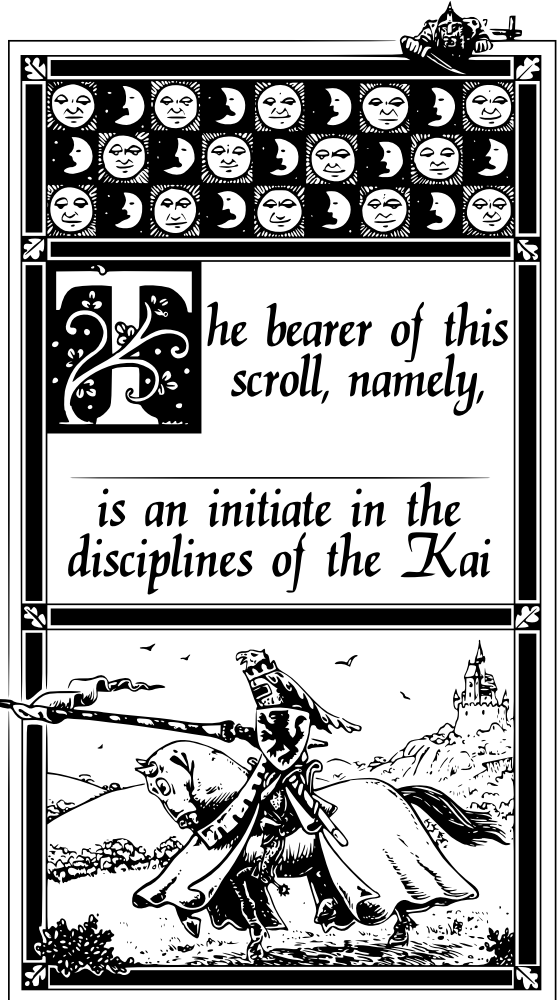 The bearer of this
scroll, namely,
is an initiate in the
disciplines of the Kai